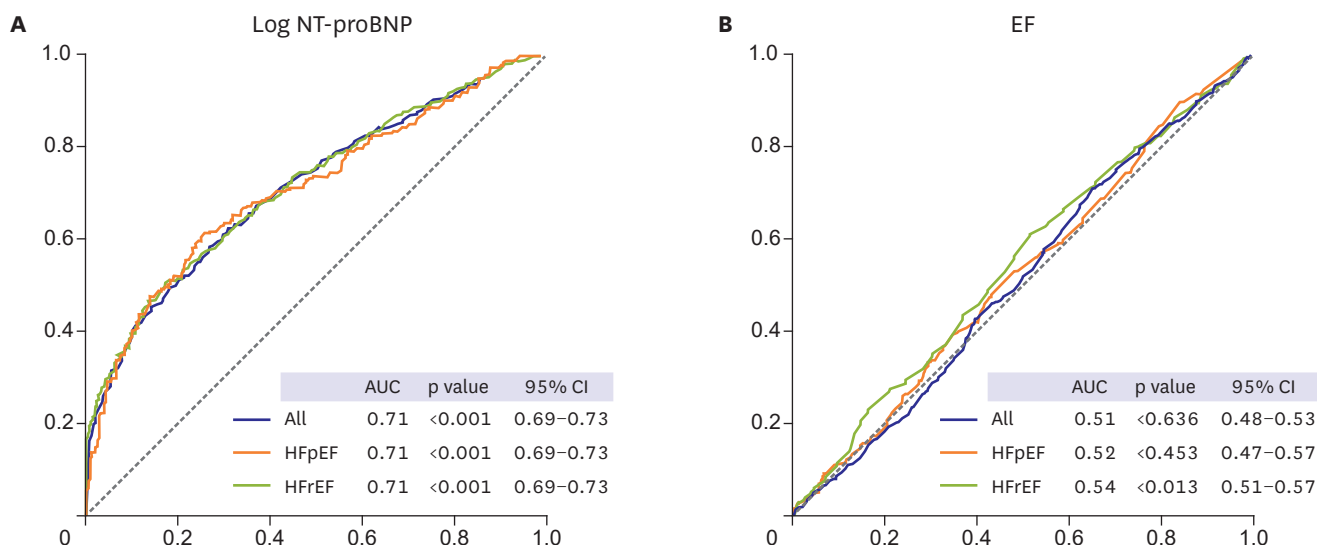 A
Log NT-proBNP
1.0
0.8
0.6
0.4
0.2
0
0.2
0.4
0.6
0.8
1.0
AUC p value 95% CI
All 0.71 <0.001 0.69–0.73
HFpEF 0.71 <0.001 0.69–0.73
HFrEF 0.71 <0.001 0.69–0.73
B
EF
1.0
0.8
0.6
0.4
0.2
0
0.2
0.4
0.6
0.8
1.0
AUC p value 95% CI
All 0.51 <0.636 0.48–0.53
HFpEF 0.52 <0.453 0.47–0.57
HFrEF 0.54 <0.013 0.51–0.57